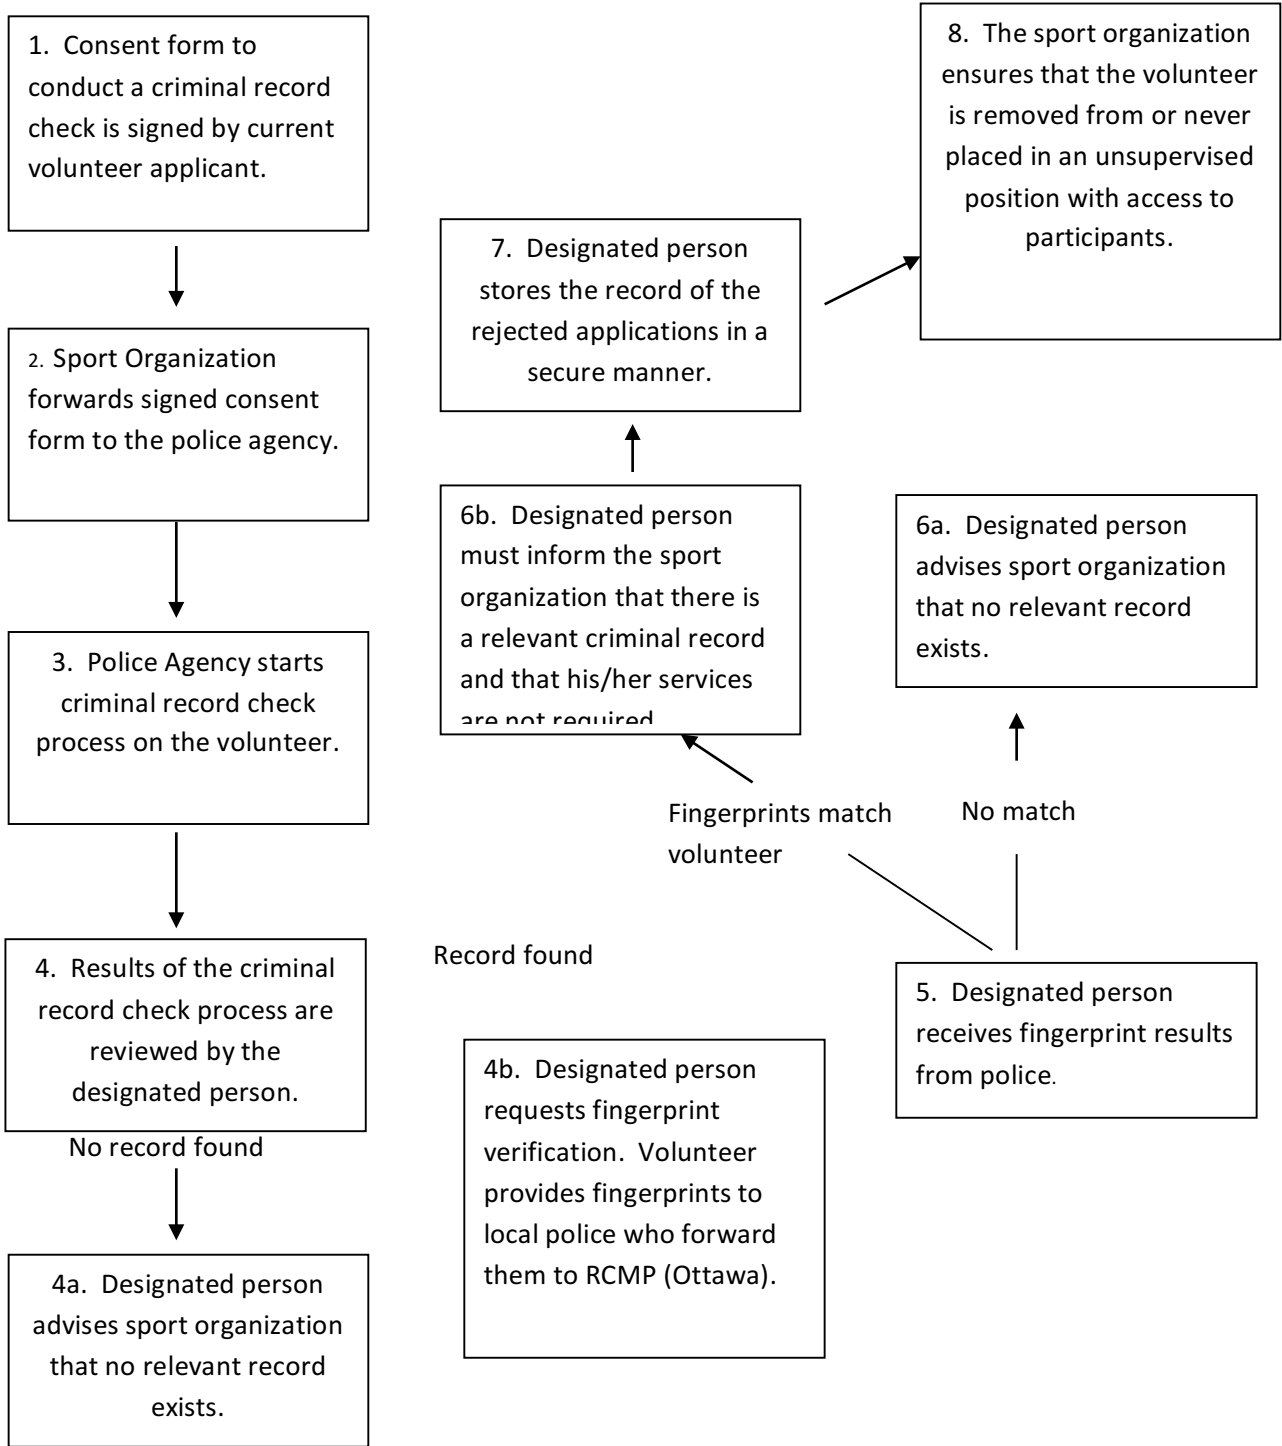 1. Consent form to
conduct a criminal record
check is signed by current
volunteer applicant.
2. Sport Organization
forwards signed consent
form to the police agency.
3. Police Agency starts
criminal record check
process on the volunteer.
4. Results of the criminal
record check process are
reviewed by the
designated person.
No record found
4a. Designated person
advises sport organization
that no relevant record
exists.
Record found
4b. Designated person
requests fingerprint
verification. Volunteer
provides fingerprints to
local police who forward
them to RCMP (Ottawa).
5. Designated person
receives fingerprint results
from police.
No match
6a. Designated person
advises sport organization
that no relevant record
exists.
Fingerprints match
volunteer
6b. Designated person
must inform the sport
organization that there is
a relevant criminal record
and that his/her services
are not required
7. Designated person
stores the record of the
rejected applications in a
secure manner.
8. The sport organization
ensures that the volunteer
is removed from or never
placed in an unsupervised
position with access to
participants.